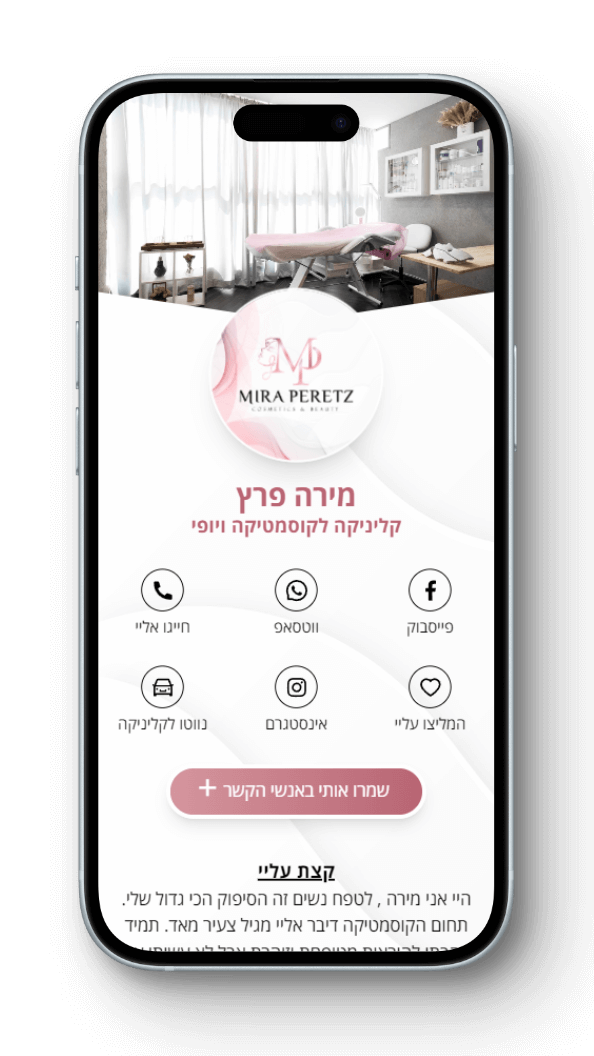 MP
MIRA PERETZ
COSMETICS & BEAUTY
מירה פרץ
קליניקה לקוסמטיקה ויופי
פייסבוק
ווטסאפ
חייגו אליי
המליצו עליי
אינסטגרם
נווטו לקליניקה
שמרו אותי באנשי הקשר +
קצת עליי
היי אני מירה , לטפח נשים זה הסיפוק הכי גדול שלי.
תחום הקוסמטיקה דיבר אליי מגיל צעיר מאד. תמיד